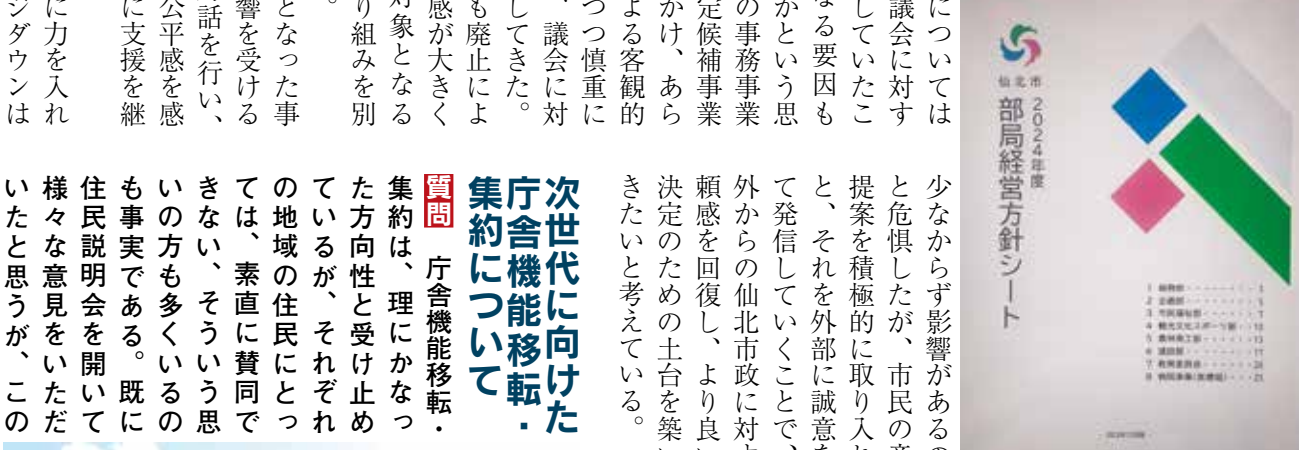 については
議会に対す
していたこ
なる要因も
かという思
の事務事業
定候補事業
かけ、あら
よる客観的
つつ慎重に
、議会に対
してきた。
も廃止によ
感が大きく
対象となる
り組みを別
。
となった事
響を受ける
話を行い、
公平感を感
に支援を継
に力を入れ
ジダウンは
仙北市
2024年度
部局経営方針シート
少なからず影響があるの
と危惧したが、市民の意
提案を積極的に取り入れ
と、それを外部に誠意を
て発信していくことで、
外からの仙北市政に対す
頼感を回復し、より良い
決定のための土台を築い
きたいと考えている。
次世代に向けた
庁舎機能移転・
集約について
質問 庁舎機能移転・
集約は、理にかなっ
た方向性と受け止め
ているが、それぞれ
の地域の住民にとっ
ては、素直に賛同で
きない、そういう思
いの方も多くいるの
も事実である。既に
住民説明会を開いて
様々な意見をいただ
いたと思うが、この